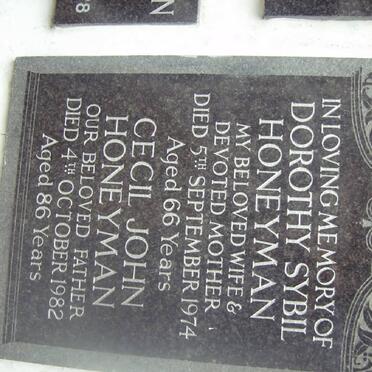 IN LOVING MEMORY OF
DOROTHY SYBIL
HONEYMAN
MY BELOVED WIFE &
DEVOTED MOTHER
DIED 5TH SEPTEMBER 1974
Aged 66 Years
CECIL JOHN
HONEYMAN
OUR BELOVED FATHER
DIED 4TH OCTOBER 1982
Aged 86 Years